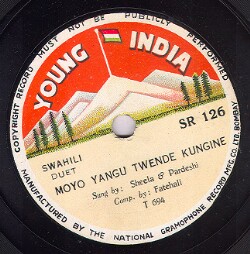 COPYRIGHT RECORD MUST NOT BE PUBLICLY PERFORMED
YOUNG INDIA
SR 126
SWAHILI
DUET
MOYO YANGU TWENDE KUNGINE
Sung by: Sheela & Pardeshi
Comp. by: Fatehali
T 694
MANUFACTURED BY THE NATIONAL GRAMOPHONE RECORD MFG. CO. LTD. BOMBAY